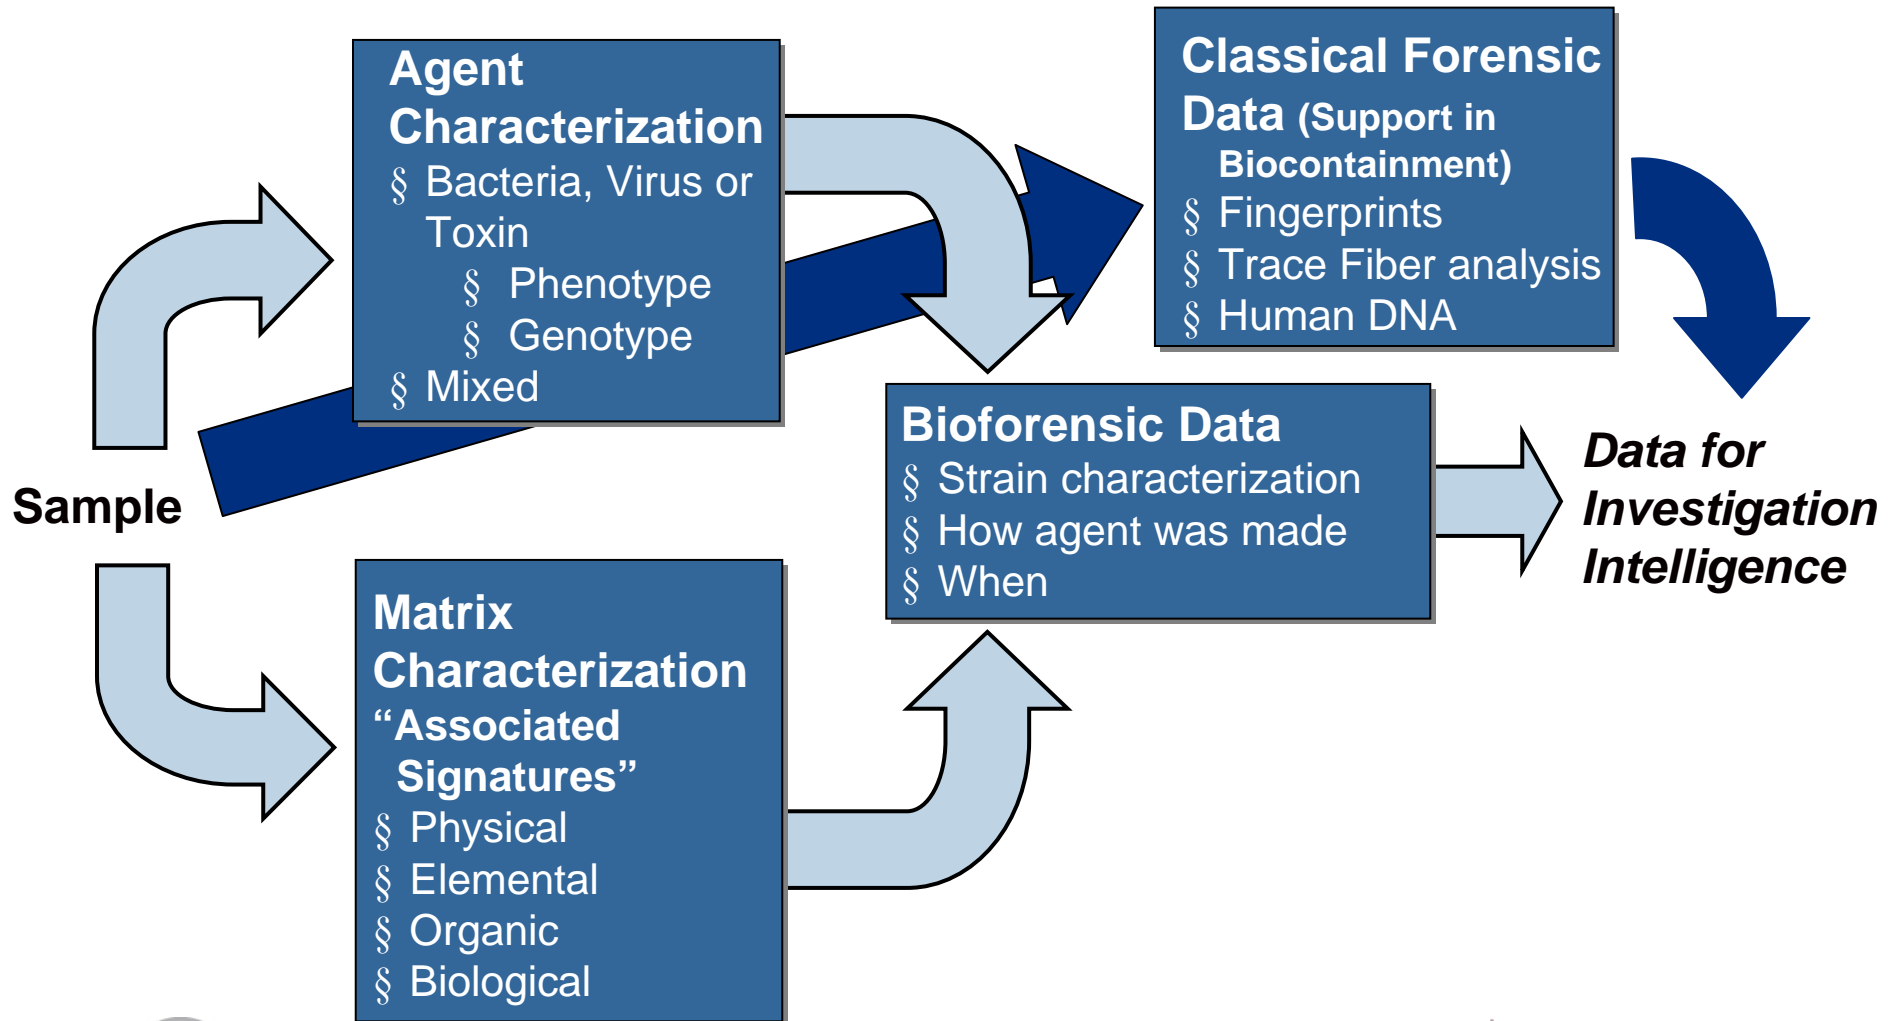 Sample
Agent
Characterization
§ Bacteria, Virus or
Toxin
§ Phenotype
§ Genotype
§ Mixed
Matrix
Characterization
“Associated
Signatures”
§ Physical
§ Elemental
§ Organic
§ Biological
Classical Forensic
Data (Support in
Biocontainment)
§ Fingerprints
§ Trace Fiber analysis
§ Human DNA
Bioforensic Data
§ Strain characterization
§ How agent was made
§ When
Data for
Investigation
Intelligence